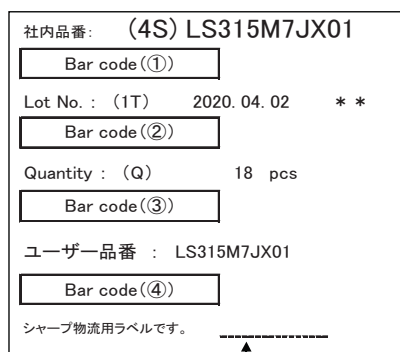 社内品番: (4S) LS315M7JX01
Bar code(①)
Lot No. : (1T) 2020. 04. 02 * *
Bar code(②)
Quantity : (Q) 18 pcs
Bar code(③)
ユーザー品番 : LS315M7JX01
Bar code(④)
シャープ物流用ラベルです。